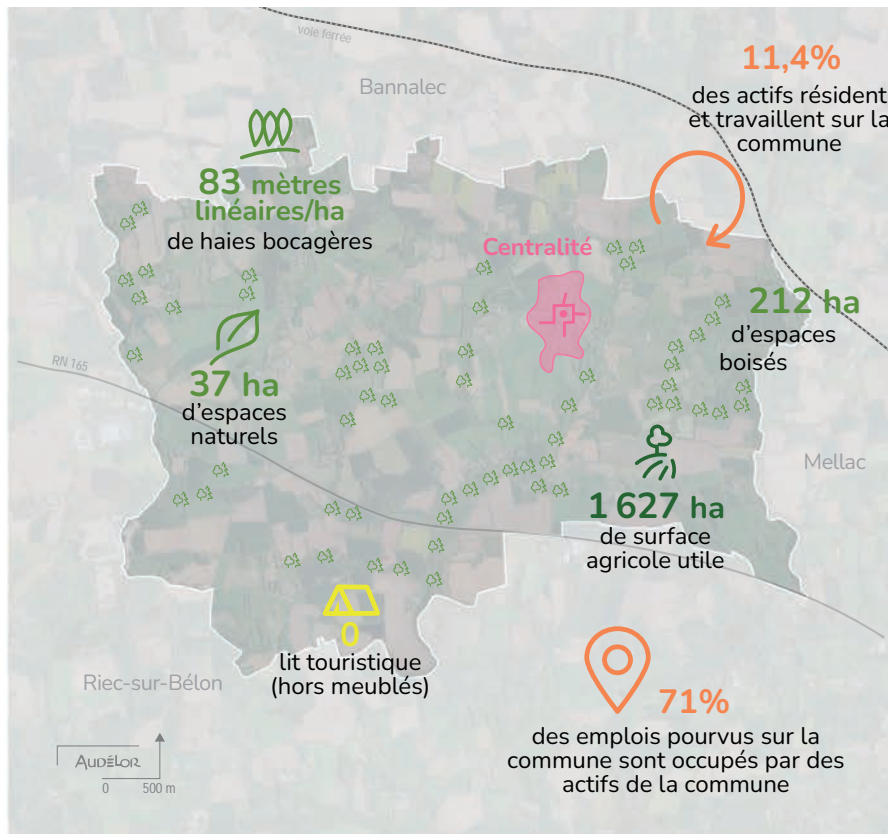 voie ferrée
11,4%
des actifs résident
et travaillent sur la
commune
Bannalec
83 mètres
linéaires/ha
de haies bocagères
Centralité
212 ha
d'espaces
boisés
RN 165
37 ha
d'espaces
naturels
Mellac
1 627 ha
de surface
agricole utile
0
lit touristique
(hors meublés)
Riec-sur-Bélon
71%
des emplois pourvus sur la
commune sont occupés par des
actifs de la commune
AUDÉLOR
0 500 m